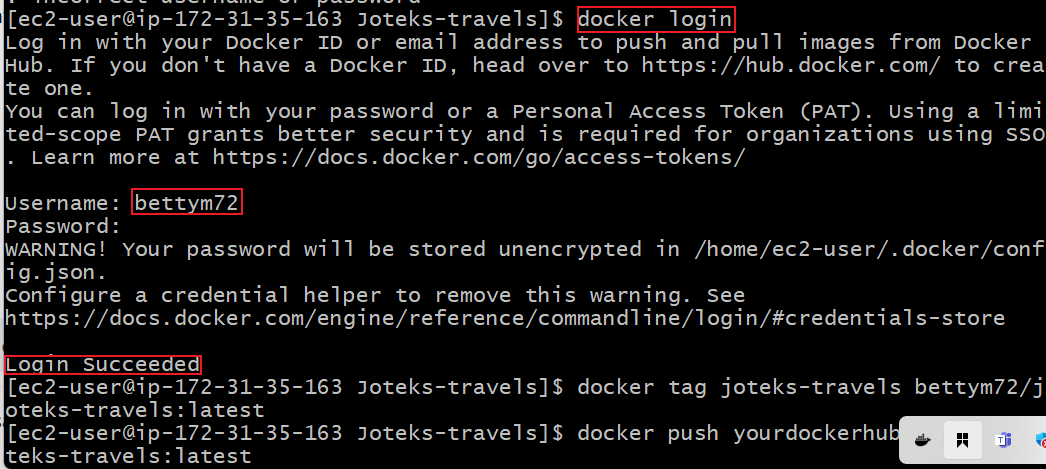 [ec2-user@ip-172-31-35-163 Joteks-travels]$ docker login
Log in with your Docker ID or email address to push and pull images from Docker
Hub. If you don't have a Docker ID, head over to https://hub.docker.com/ to crea
te one.
You can log in with your password or a Personal Access Token (PAT). Using a limi
ted-scope PAT grants better security and is required for organizations using SSO
. Learn more at https://docs.docker.com/go/access-tokens/
Username: bettym72
Password:
WARNING! Your password will be stored unencrypted in /home/ec2-user/.docker/conf
ig.json.
Configure a credential helper to remove this warning. See
https://docs.docker.com/engine/reference/commandline/login/#credentials-store
Login Succeeded
[ec2-user@ip-172-31-35-163 Joteks-travels]$ docker tag joteks-travels bettym72/j
oteks-travels:latest
[ec2-user@ip-172-31-35-163 Joteks-travels]$ docker push yourdockerhub
teks-travels:latest